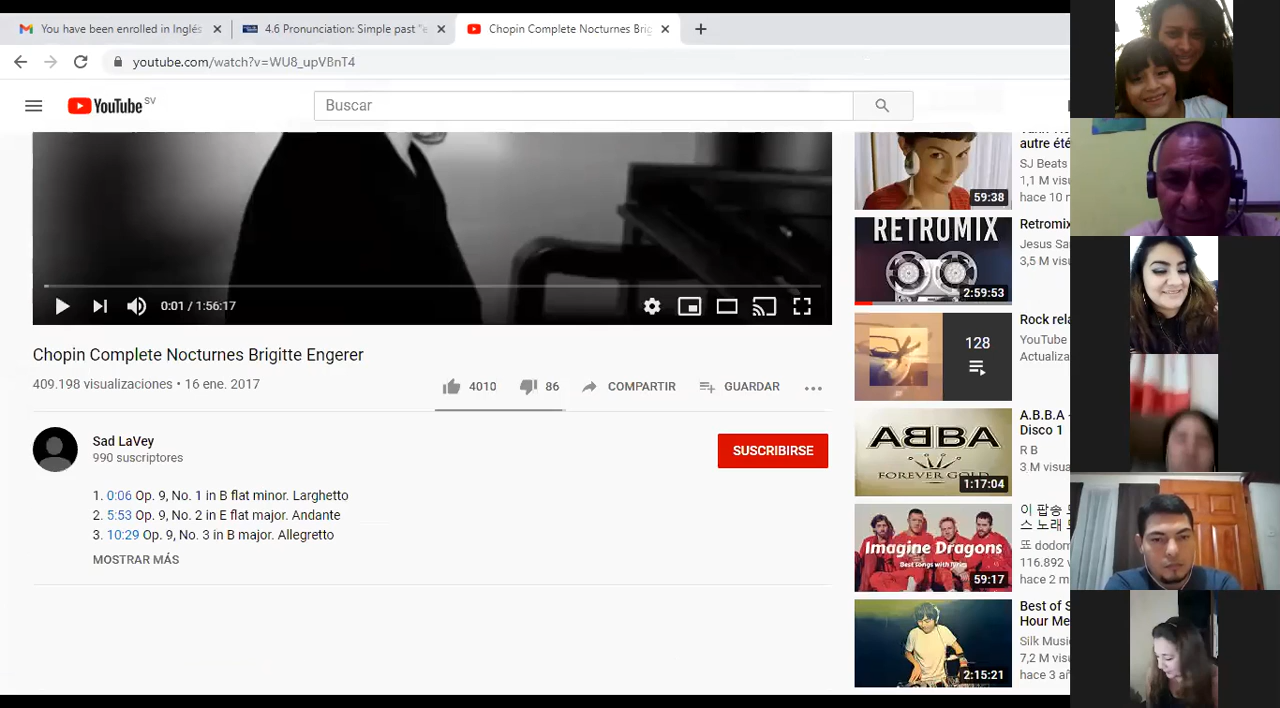 You have been enrolled in Inglés
4.6 Pronunciation: Simple past "e
Chopin Complete Nocturnes Brig
youtube.com/watch?v=WU8_upVBnT4
YouTube SV
Buscar
0:01 / 1:56:17
Chopin Complete Nocturnes Brigitte Engerer
409.198 visualizaciones • 16 ene. 2017
4010
86
COMPARTIR
GUARDAR
Sad LaVey
990 suscriptores
SUSCRIBIRSE
1. 0:06 Op. 9, No. 1 in B flat minor. Larghetto
2. 5:53 Op. 9, No. 2 in E flat major. Andante
3. 10:29 Op. 9, No. 3 in B major. Allegretto
MOSTRAR MÁS
autre été
SJ Beats
1,1 M visu
hace 10 m
59:38
RETROMIX
2:59:53
Retromix
Jesus Sa
3,5 M visu
128
Rock rela
YouTube
Actualiza
ABBA
FOREVER GOLD
1:17:04
A.B.B.A -
Disco 1
R B
3 M visual
Imagine Dragons
Best songs with lyrics
59:17
이 팝송
스 노래
또 dodom
116.892 v
hace 2 m
2:15:21
Best of S
Hour Me
Silk Music
7,2 M visu
hace 3 añ